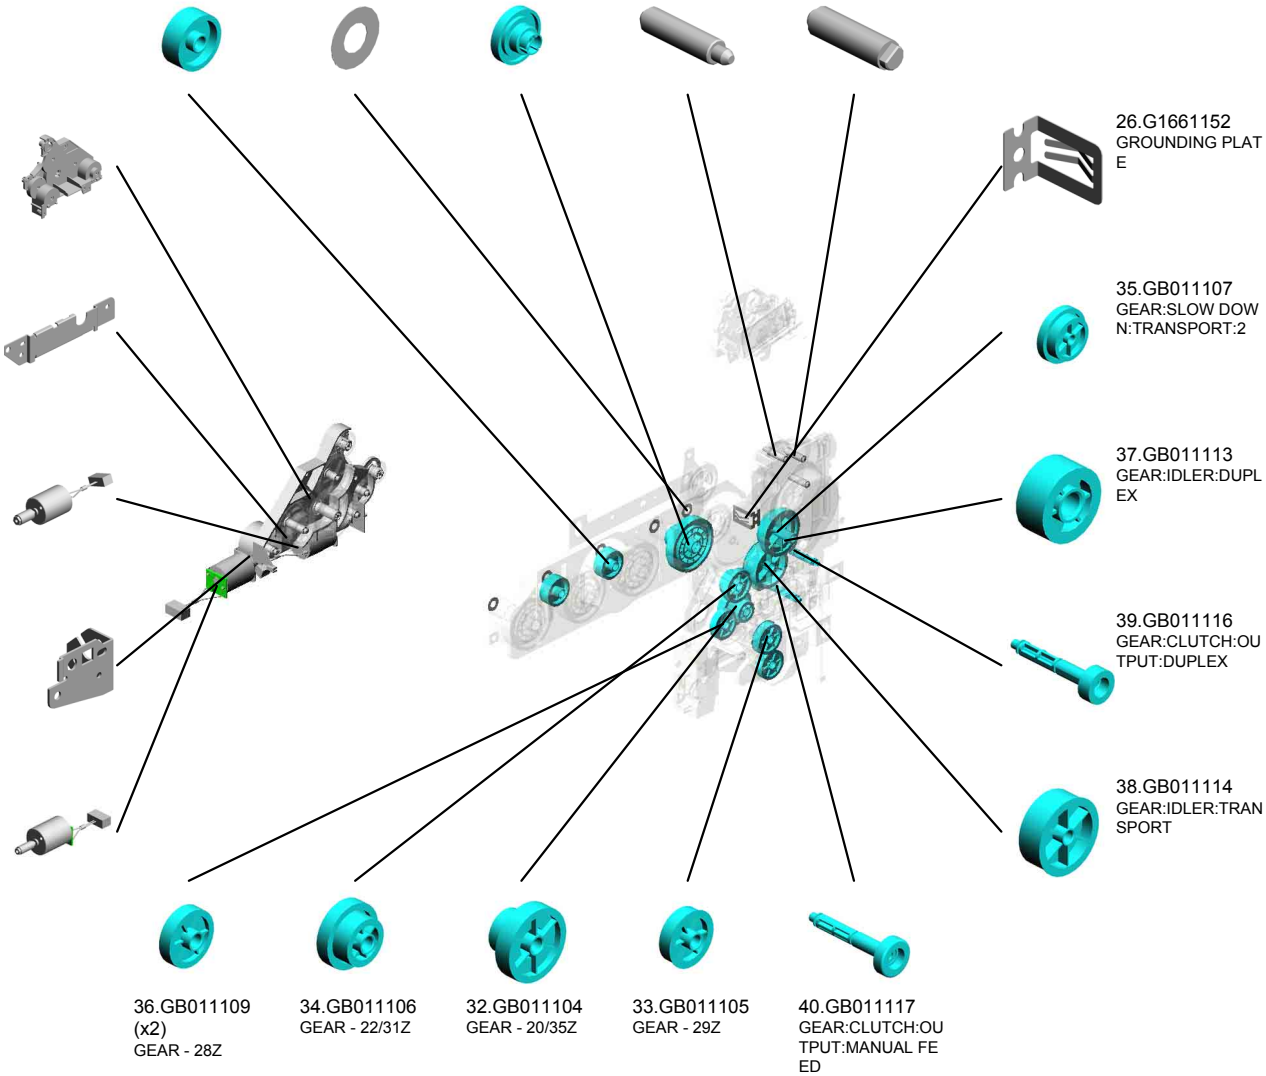 26.G1661152
GROUNDING PLAT
E
35.GB011107
GEAR:SLOW DOW
N:TRANSPORT:2
37.GB011113
GEAR:IDLER:DUPL
EX
39.GB011116
GEAR:CLUTCH:OU
TPUT:DUPLEX
38.GB011114
GEAR:IDLER:TRAN
SPORT
36.GB011109
(x2)
GEAR - 28Z
34.GB011106
GEAR - 22/31Z
32.GB011104
GEAR - 20/35Z
33.GB011105
GEAR - 29Z
40.GB011117
GEAR:CLUTCH:OU
TPUT:MANUAL FE
ED